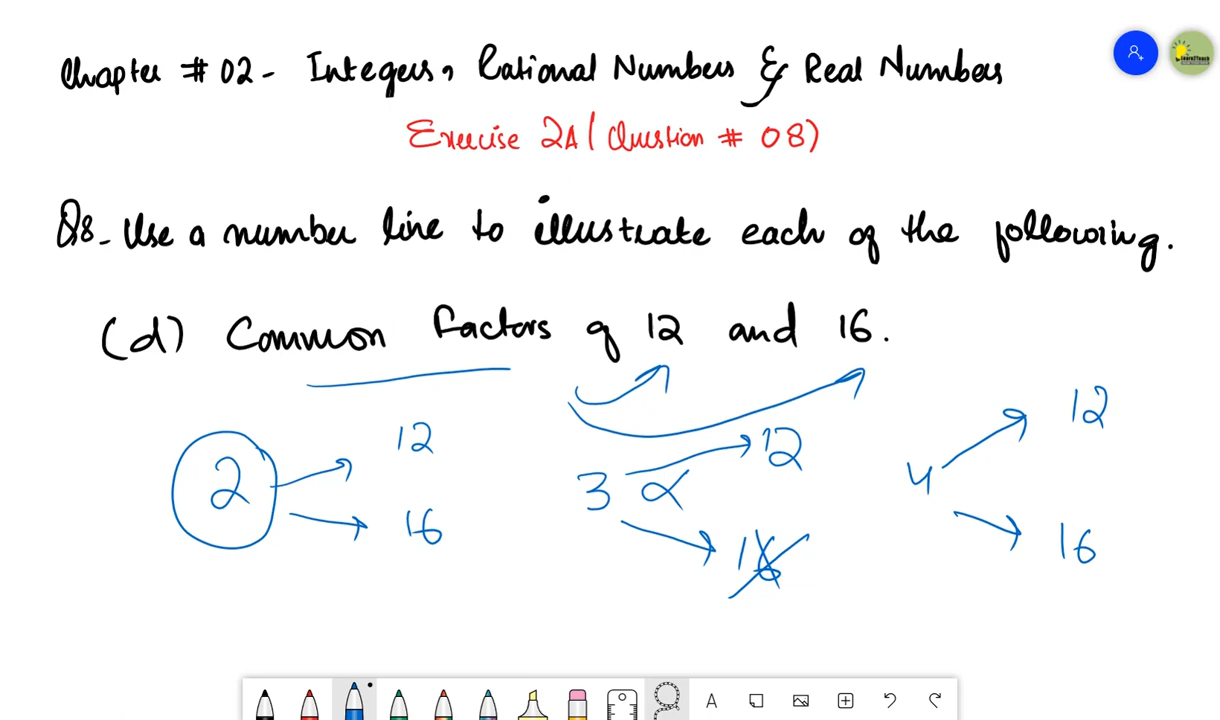 Chapter # 02 - Integers, Rational Numbers & Real Numbers
Exercise 2A (Question # 08)
Q8- Use a number line to illustrate each of the following.
(d) Common factors of 12 and 16.
2 12 16
3 12 16
4 12 16
A